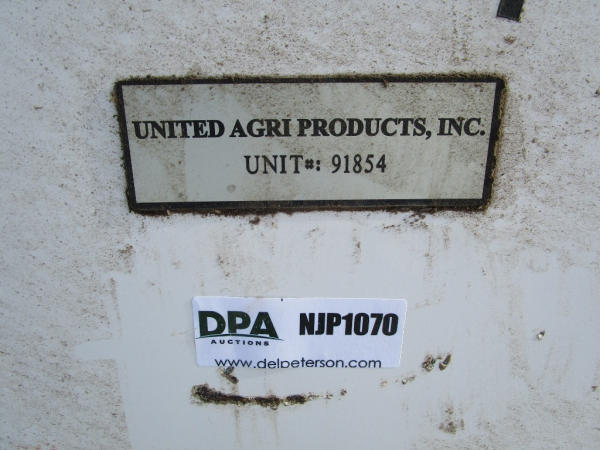 UNITED AGRI PRODUCTS, INC.
UNIT#: 91854
DPA NJP1070
AUCTIONS
www.delpeterson.com